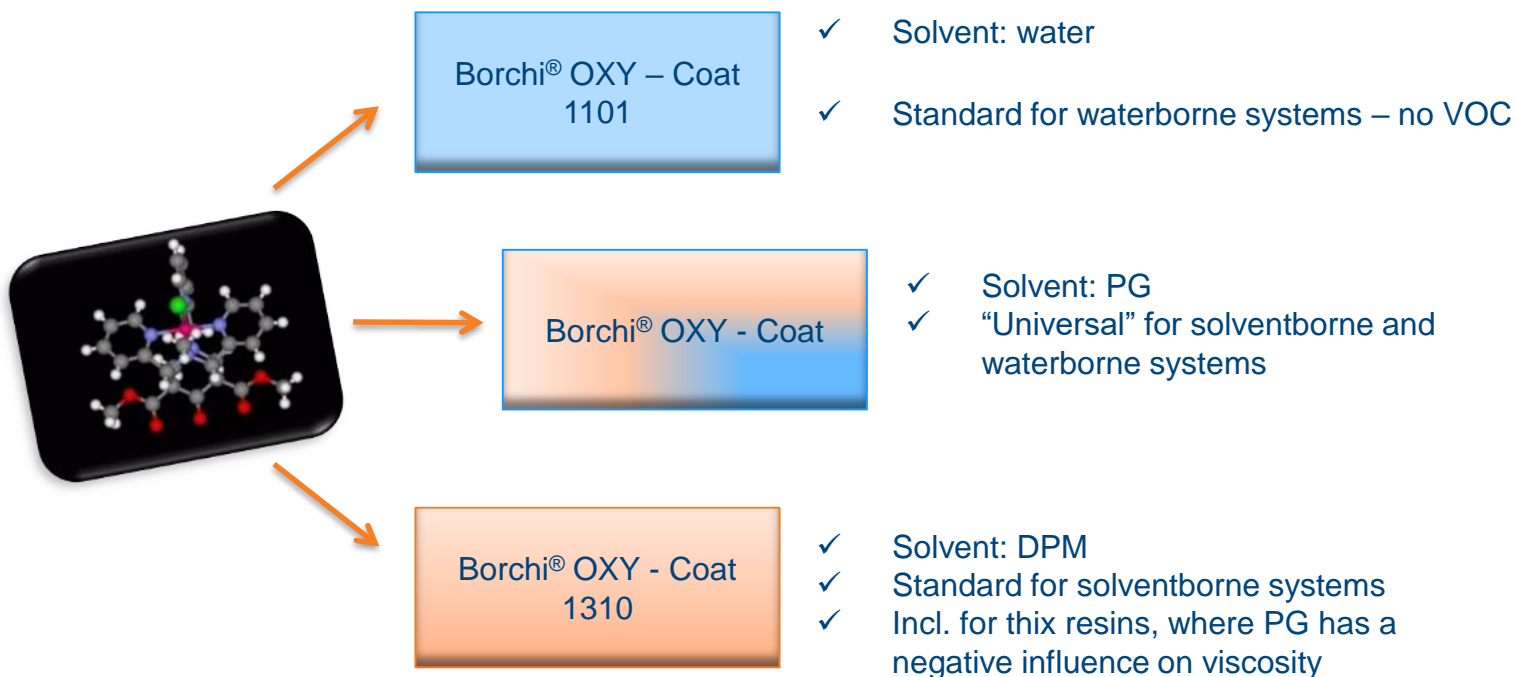 Borchi® OXY – Coat
1101
✓ Solvent: water
✓ Standard for waterborne systems – no VOC
Borchi® OXY - Coat
✓ Solvent: PG
✓ “Universal” for solventborne and
waterborne systems
Borchi® OXY - Coat
1310
✓ Solvent: DPM
✓ Standard for solventborne systems
✓ Incl. for thix resins, where PG has a
negative influence on viscosity